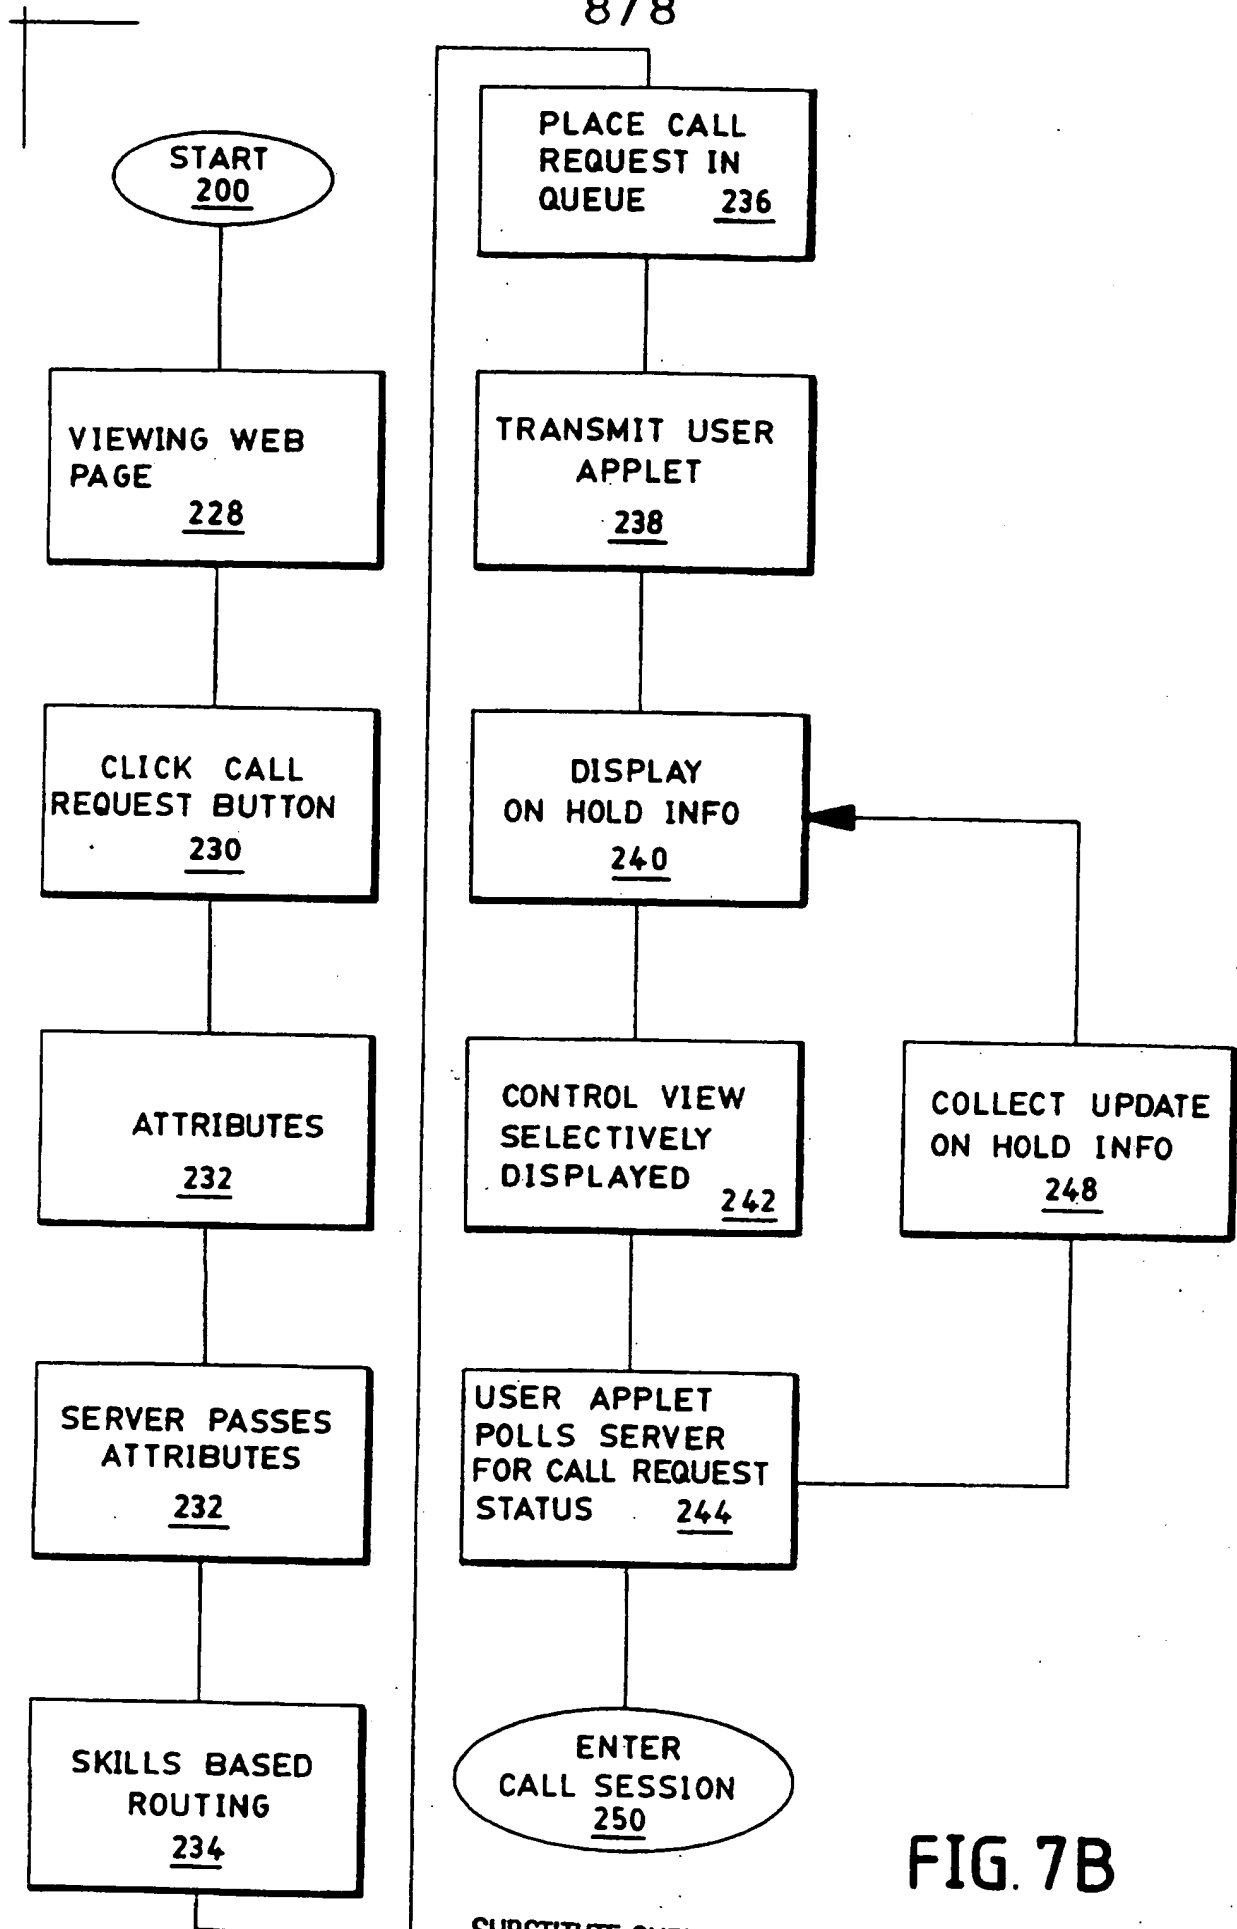 8/8
START
200
VIEWING WEB
PAGE
228
CLICK CALL
REQUEST BUTTON
230
ATTRIBUTES
232
SERVER PASSES
ATTRIBUTES
232
SKILLS BASED
ROUTING
234
PLACE CALL
REQUEST IN
QUEUE 236
TRANSMIT USER
APPLET
238
DISPLAY
ON HOLD INFO
240
CONTROL VIEW
SELECTIVELY
DISPLAYED 242
USER APPLET
POLLS SERVER
FOR CALL REQUEST
STATUS 244
COLLECT UPDATE
ON HOLD INFO
248
ENTER
CALL SESSION
250
FIG. 7B